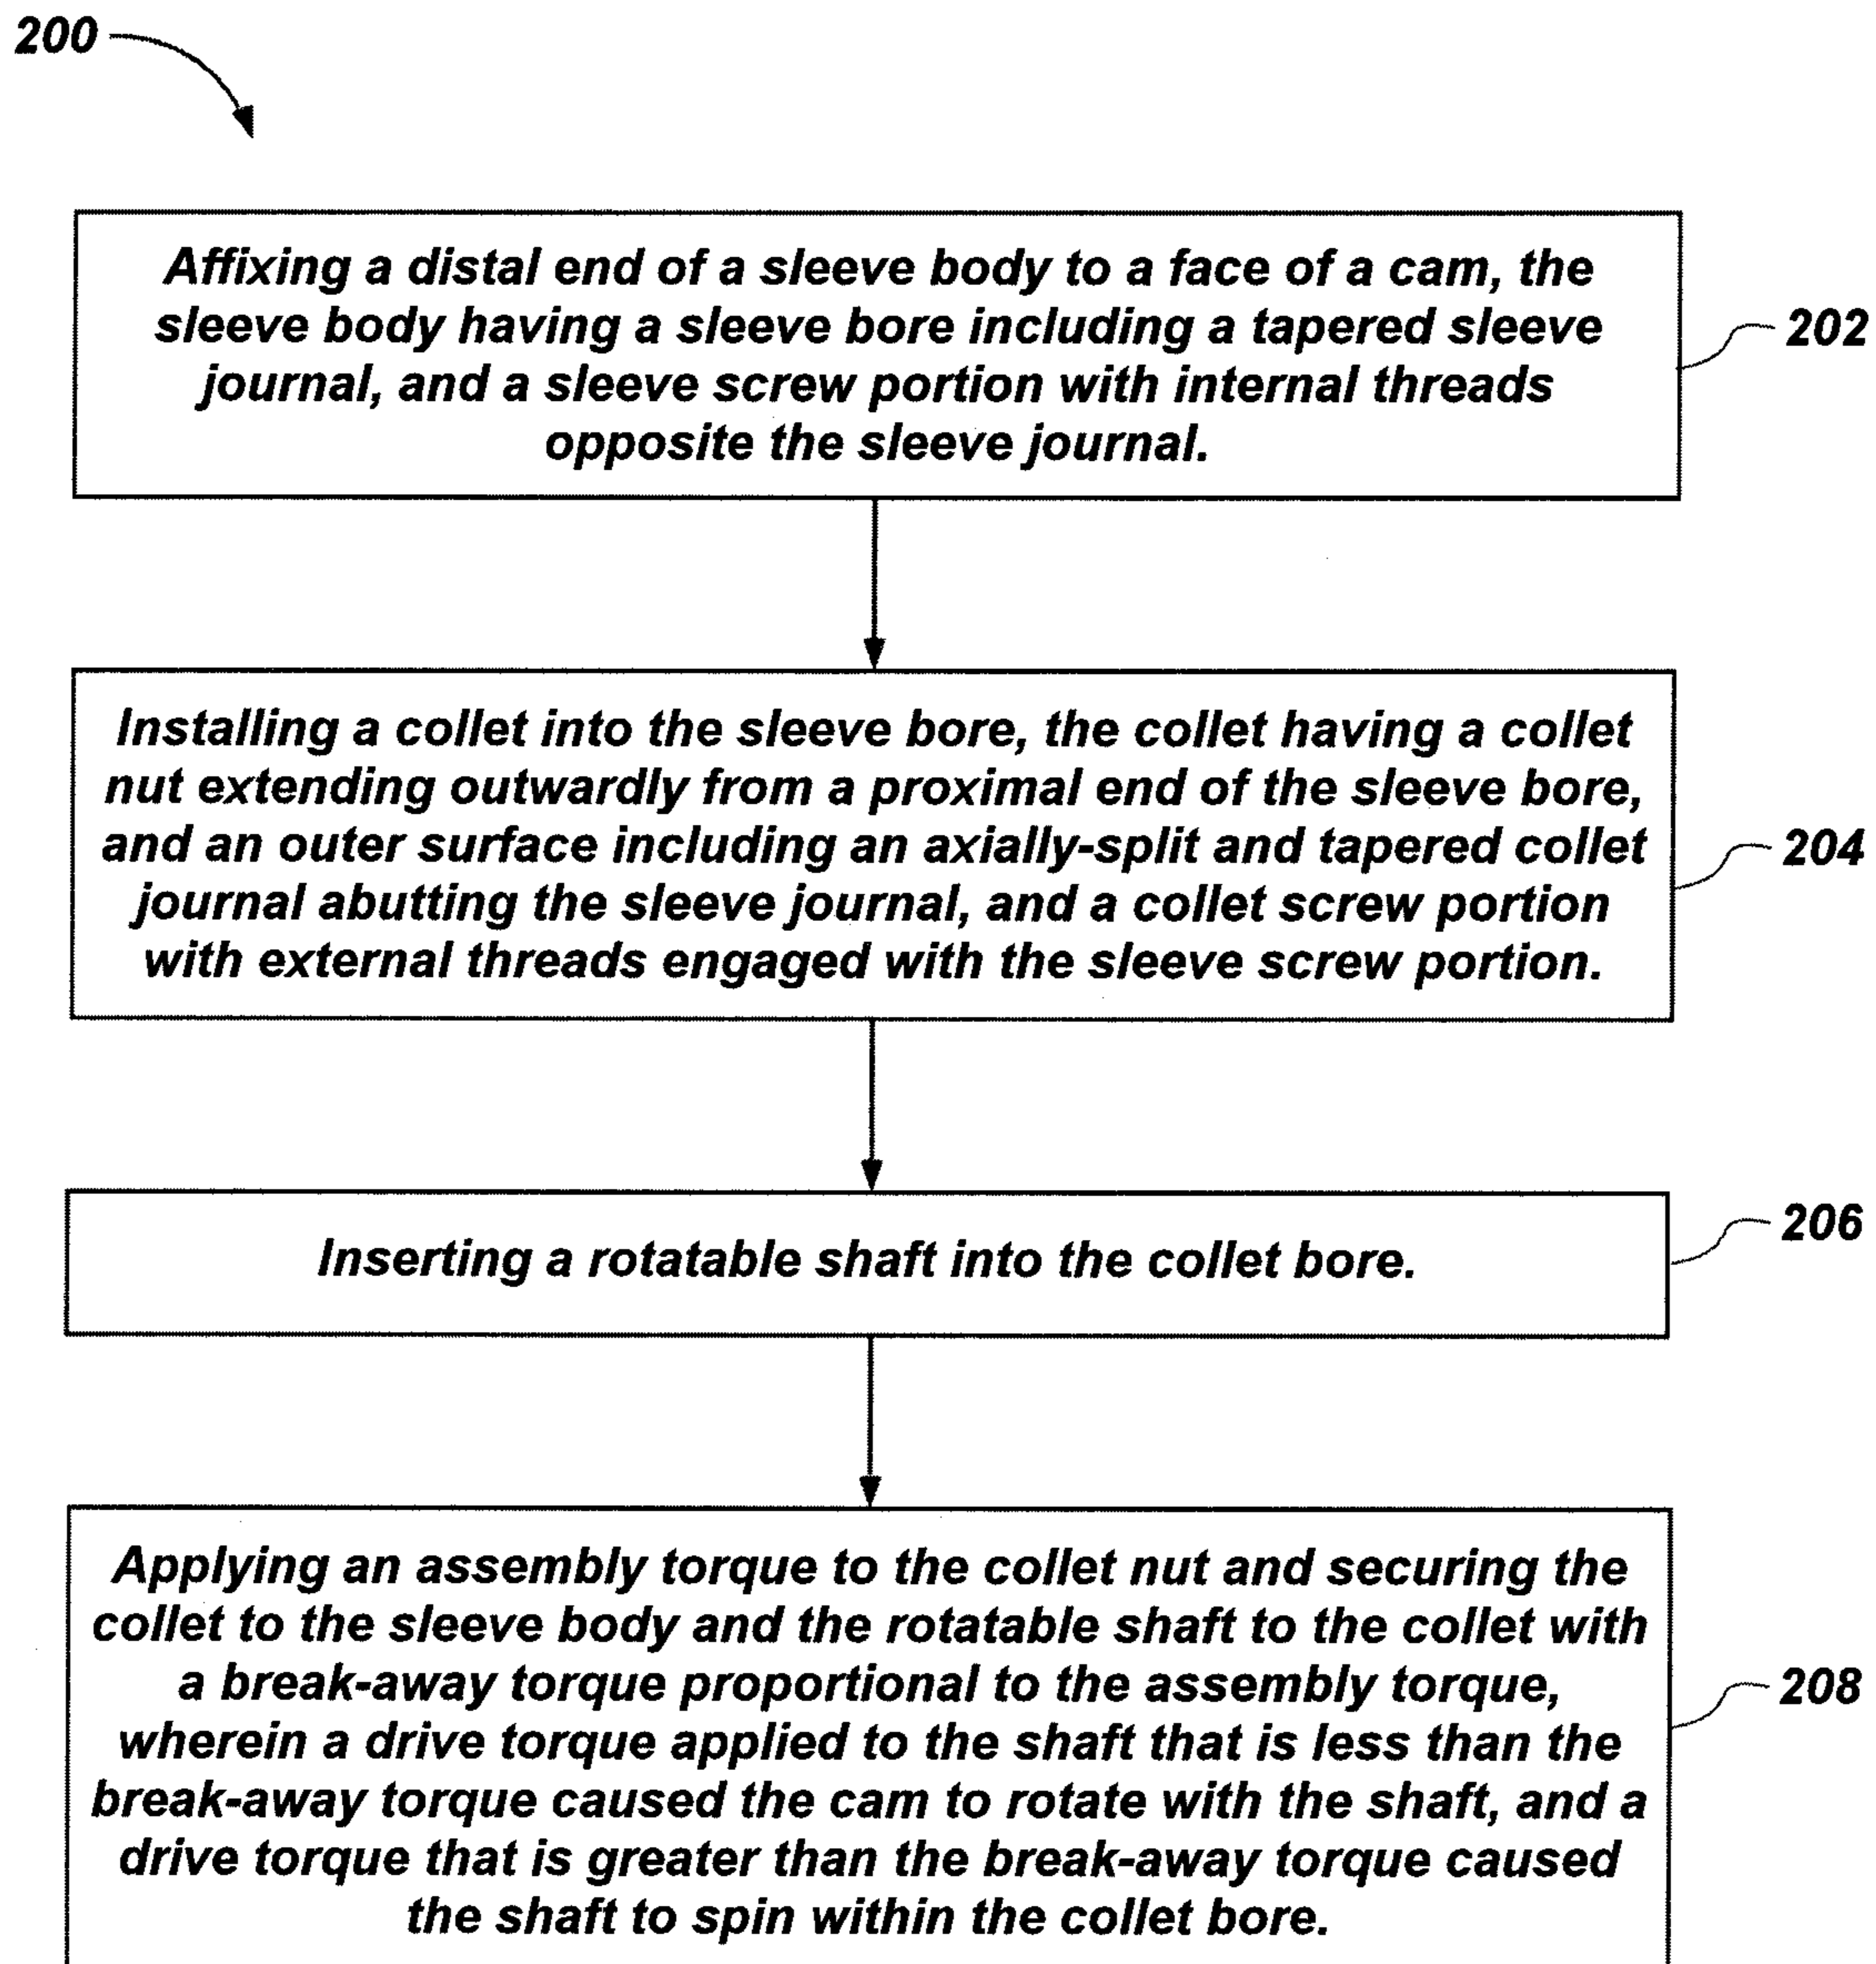 200
Affixing a distal end of a sleeve body to a face of a cam, the
sleeve body having a sleeve bore including a tapered sleeve
journal, and a sleeve screw portion with internal threads
opposite the sleeve journal.
202
Installing a collet into the sleeve bore, the collet having a collet
nut extending outwardly from a proximal end of the sleeve bore,
and an outer surface including an axially-split and tapered collet
journal abutting the sleeve journal, and a collet screw portion
with external threads engaged with the sleeve screw portion.
204
Inserting a rotatable shaft into the collet bore.
206
Applying an assembly torque to the collet nut and securing the
collet to the sleeve body and the rotatable shaft to the collet with
a break-away torque proportional to the assembly torque,
wherein a drive torque applied to the shaft that is less than the
break-away torque caused the cam to rotate with the shaft, and a
drive torque that is greater than the break-away torque caused
the shaft to spin within the collet bore.
208